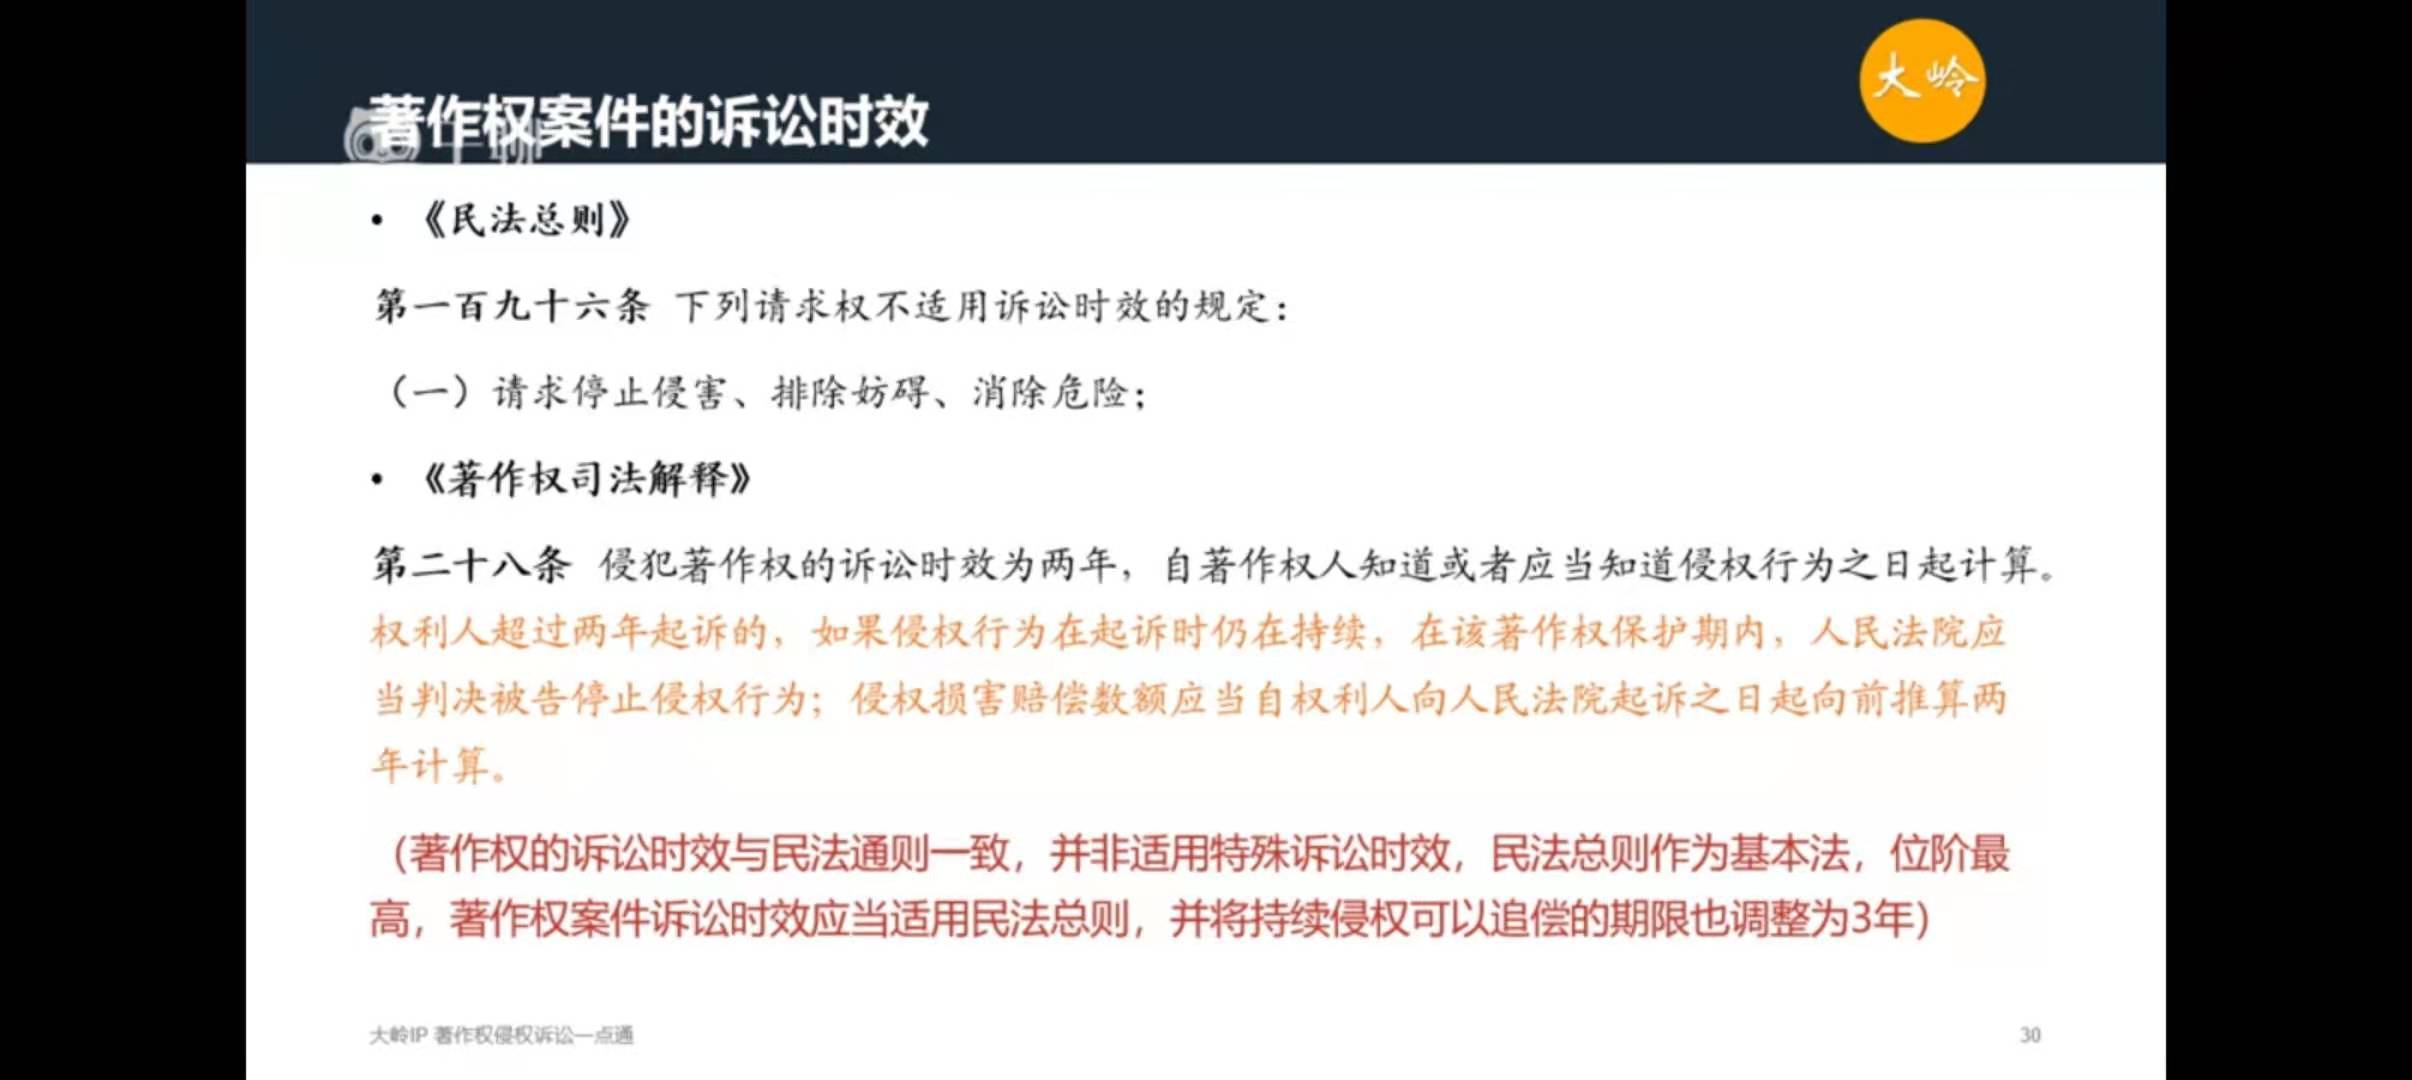 著作权案件的诉讼时效
大岭
• 《民法总则》
第一百九十六条 下列请求权不适用诉讼时效的规定：
（一）请求停止侵害、排除妨碍、消除危险；
• 《著作权司法解释》
第二十八条 侵犯著作权的诉讼时效为两年，自著作权人知道或者应当知道侵权行为之日起计算。
权利人超过两年起诉的，如果侵权行为在起诉时仍在持续，在该著作权保护期内，人民法院应
当判决被告停止侵权行为；侵权损害赔偿数额应当自权利人向人民法院起诉之日起向前推算两
年计算。
（著作权的诉讼时效与民法通则一致，并非适用特殊诉讼时效，民法总则作为基本法，位阶最
高，著作权案件诉讼时效应当适用民法总则，并将持续侵权可以追偿的期限也调整为3年）
大岭IP 著作权侵权诉讼一点通
30